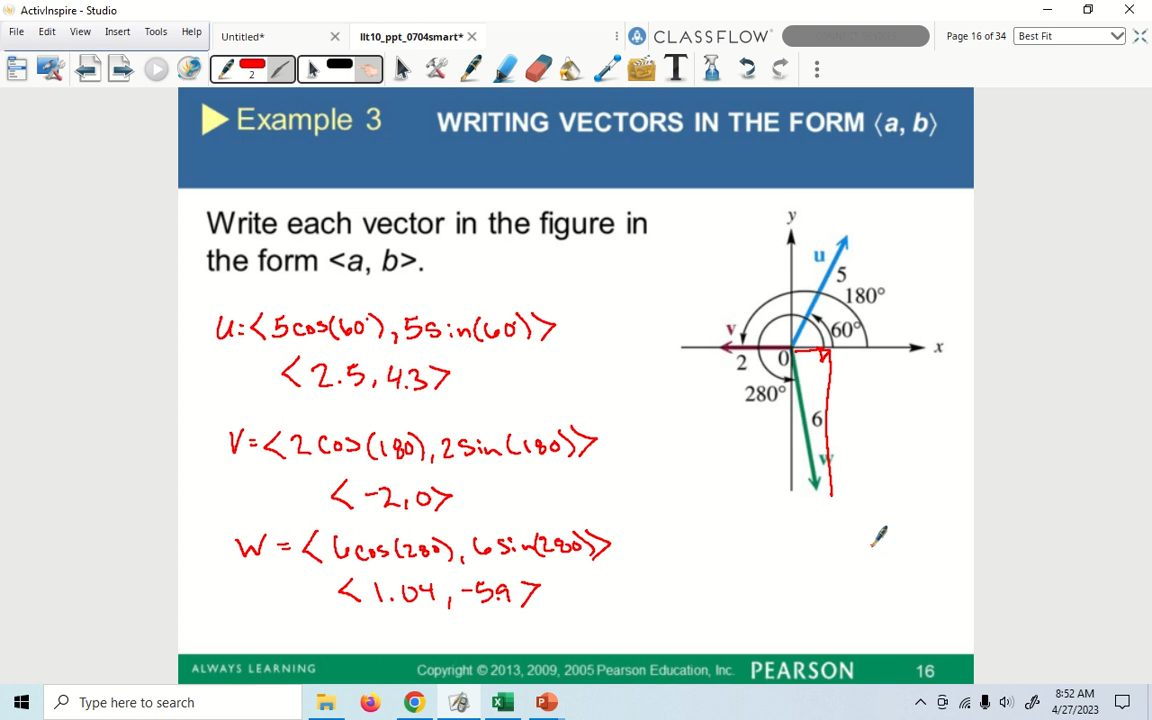 ActivInspire - Studio
File Edit View Insert Tools Help
Untitled*
llt10_ppt_0704smart*
CLASSFLOW
Page 16 of 34
Best Fit
2
Example 3
WRITING VECTORS IN THE FORM ⟨a, b⟩
Write each vector in the figure in
the form <a, b>.
U=<5cos(60°), 5sin(60°)>
<2.5, 4.3>
V=<2cos(180), 2sin(180)>
<-2, 0>
W = <6cos(280), 6sin(280)>
<1.04, -5.9>
y
u
5
180°
60°
v
x
2
0
280°
6
w
ALWAYS LEARNING
Copyright © 2013, 2009, 2005 Pearson Education, Inc.
PEARSON
16
Type here to search
8:52 AM
4/27/2023